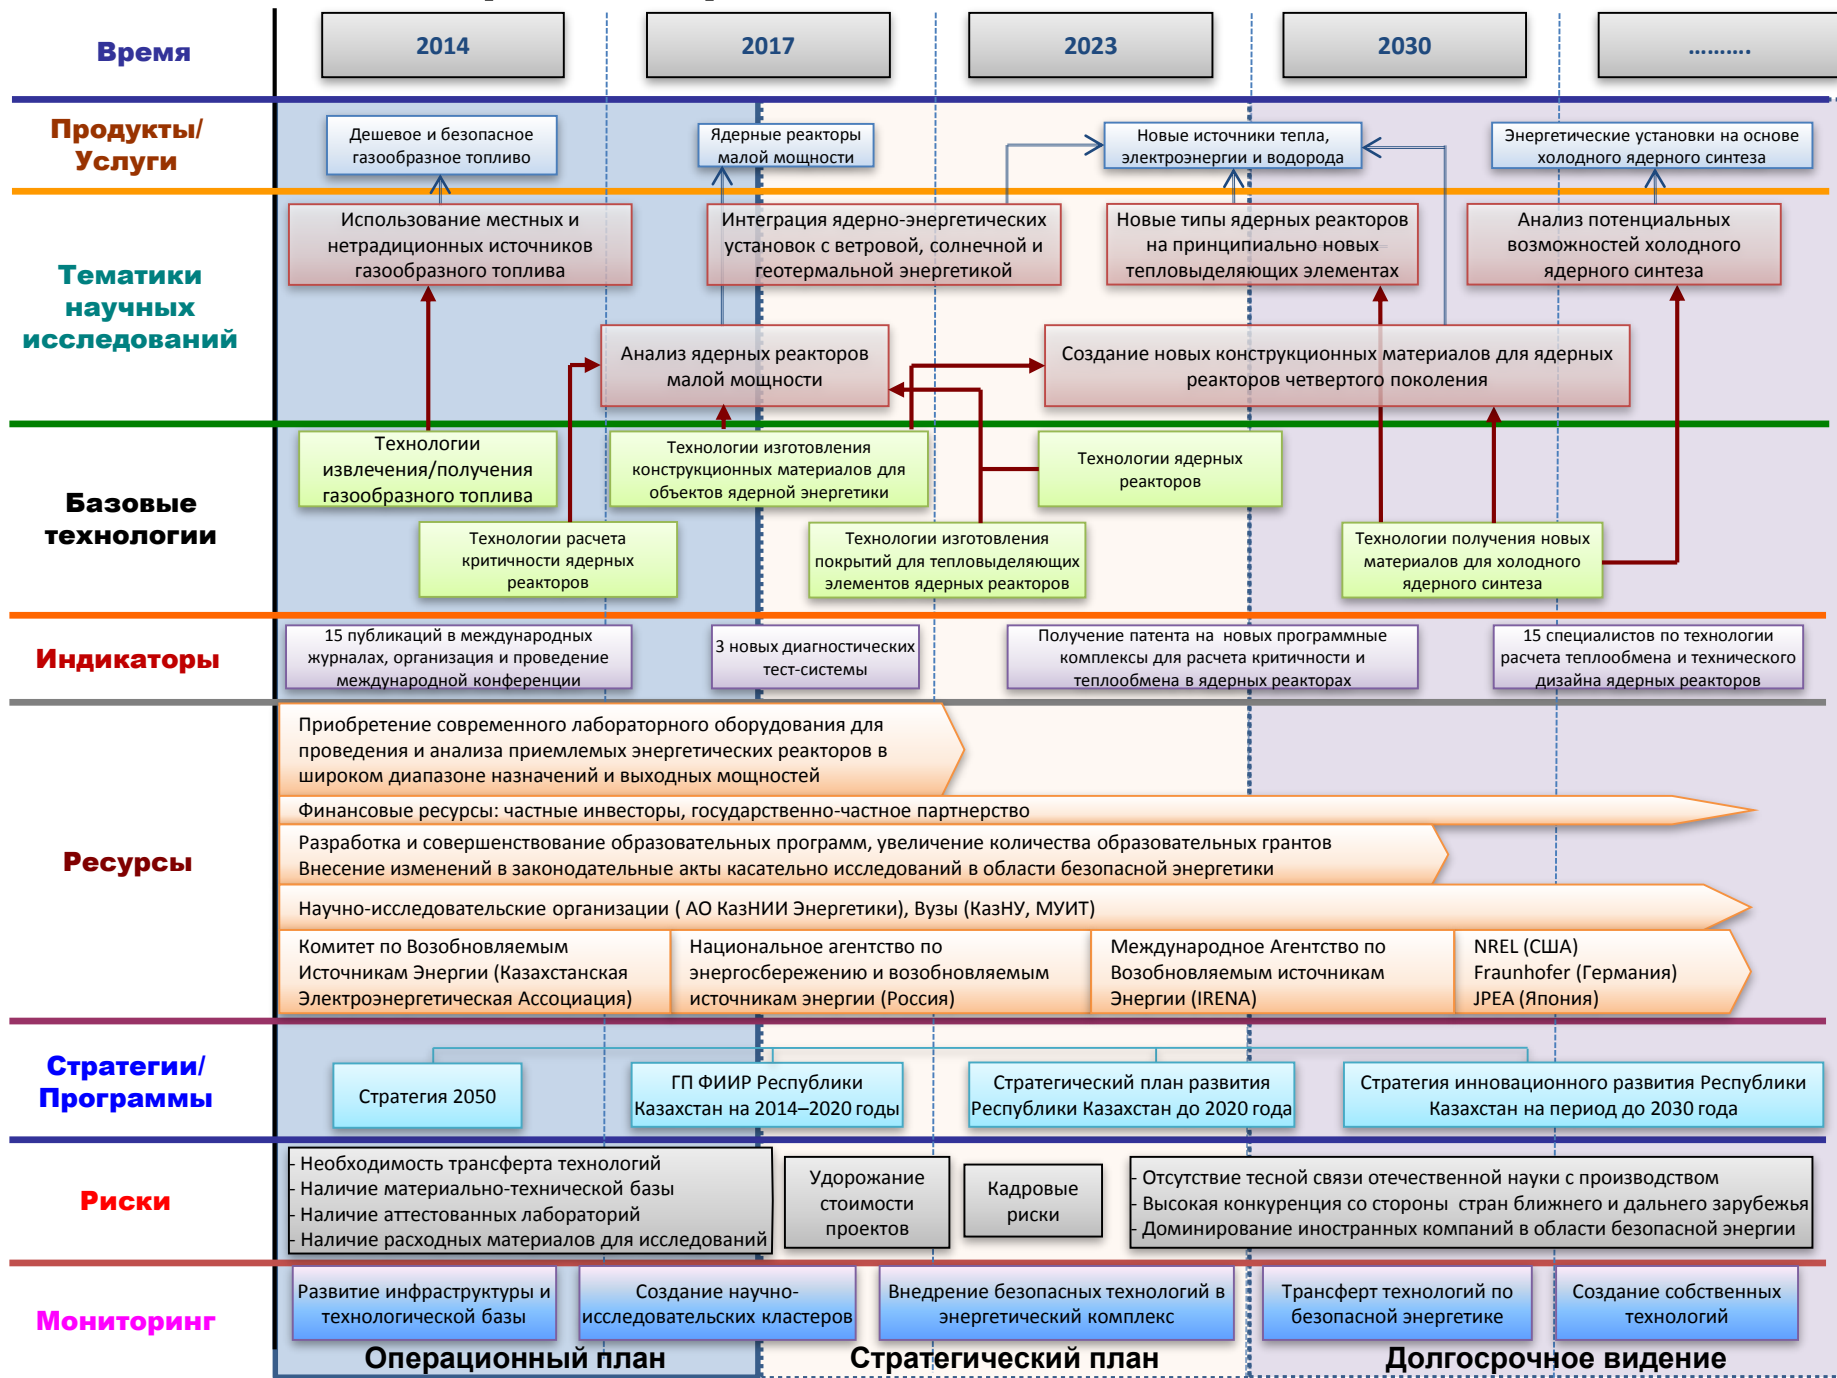 Время
2014
2017
2023
2030
……….
Продукты/
Услуги
Дешевое и безопасное
газообразное топливо
Ядерные реакторы
малой мощности
Новые источники тепла,
электроэнергии и водорода
Энергетические установки на основе
холодного ядерного синтеза
Тематики
научных
исследований
Использование местных и
нетрадиционных источников
газообразного топлива
Интеграция ядерно-энергетических
установок с ветровой, солнечной и
геотермальной энергетикой
Новые типы ядерных реакторов
на принципиально новых
тепловыделяющих элементах
Анализ потенциальных
возможностей холодного
ядерного синтеза
Анализ ядерных реакторов
малой мощности
Создание новых конструкционных материалов для ядерных
реакторов четвертого поколения
Базовые
технологии
Технологии
извлечения/получения
газообразного топлива
Технологии изготовления
конструкционных материалов для
объектов ядерной энергетики
Технологии ядерных
реакторов
Технологии расчета
критичности ядерных
реакторов
Технологии изготовления
покрытий для тепловыделяющих
элементов ядерных реакторов
Технологии получения новых
материалов для холодного
ядерного синтеза
Индикаторы
15 публикаций в международных
журналах, организация и проведение
международной конференции
3 новых диагностических
тест-системы
Получение патента на новых программные
комплексы для расчета критичности и
теплообмена в ядерных реакторах
15 специалистов по технологии
расчета теплообмена и технического
дизайна ядерных реакторов
Ресурсы
Приобретение современного лабораторного оборудования для
проведения и анализа приемлемых энергетических реакторов в
широком диапазоне назначений и выходных мощностей
Финансовые ресурсы: частные инвесторы, государственно-частное партнерство
Разработка и совершенствование образовательных программ, увеличение количества образовательных грантов
Внесение изменений в законодательные акты касательно исследований в области безопасной энергетики
Научно-исследовательские организации ( АО КазНИИ Энергетики), Вузы (КазНУ, МУИТ)
Комитет по Возобновляемым
Источникам Энергии (Казахстанская
Электроэнергетическая Ассоциация)
Национальное агентство по
энергосбережению и возобновляемым
источникам энергии (Россия)
Международное Агентство по
Возобновляемым источникам
Энергии (IRENA)
NREL (США)
Fraunhofer (Германия)
JPEA (Япония)
Стратегии/
Программы
Стратегия 2050
ГП ФИИР Республики
Казахстан на 2014–2020 годы
Стратегический план развития
Республики Казахстан до 2020 года
Стратегия инновационного развития Республики
Казахстан на период до 2030 года
Риски
- Необходимость трансферта технологий
- Наличие материально-технической базы
- Наличие аттестованных лабораторий
- Наличие расходных материалов для исследований
Удорожание
стоимости
проектов
Кадровые
риски
- Отсутствие тесной связи отечественной науки с производством
- Высокая конкуренция со стороны стран ближнего и дальнего зарубежья
- Доминирование иностранных компаний в области безопасной энергии
Мониторинг
Развитие инфраструктуры и
технологической базы
Создание научно-
исследовательских кластеров
Внедрение безопасных технологий в
энергетический комплекс
Трансферт технологий по
безопасной энергетике
Создание собственных
технологий
Операционный план
Стратегический план
Долгосрочное видение